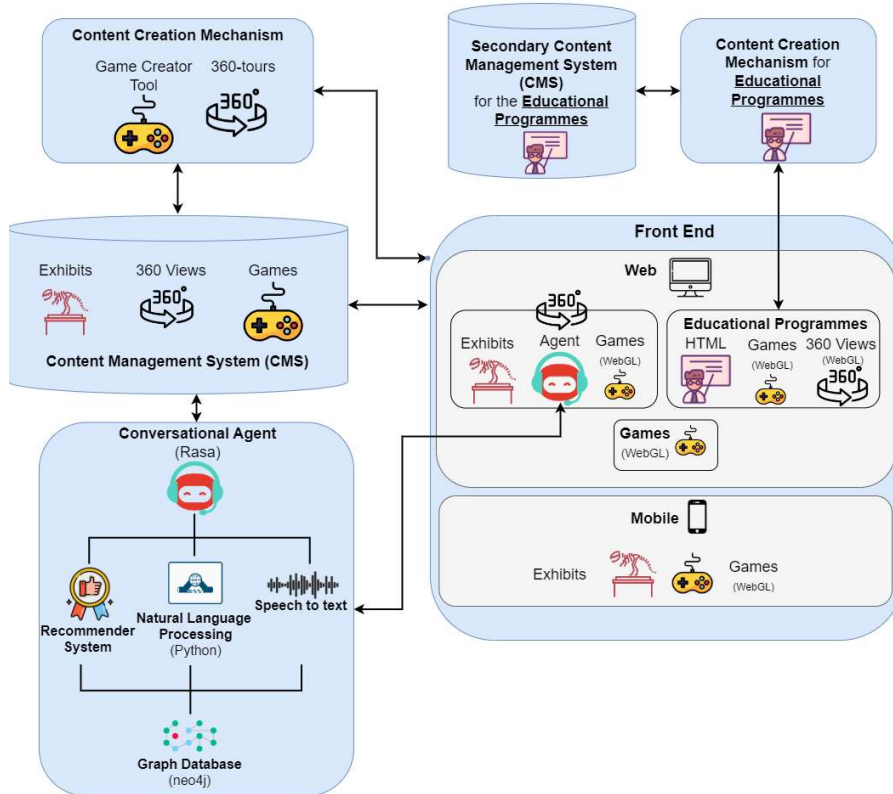 Content Creation Mechanism
Game Creator
Tool
360-tours
360°
Secondary Content
Management System
(CMS)
for the Educational
Programmes
Content Creation
Mechanism for
Educational
Programmes
Exhibits
360 Views
Games
360°
Content Management System (CMS)
Front End
Web
360°
Exhibits
Agent
Games
(WebGL)
Educational Programmes
HTML
Games
(WebGL)
360 Views
(WebGL)
360°
Games
(WebGL)
Mobile
Exhibits
Games
(WebGL)
Conversational Agent
(Rasa)
Recommender
System
Natural Language
Processing
(Python)
Speech to text
Graph Database
(neo4j)